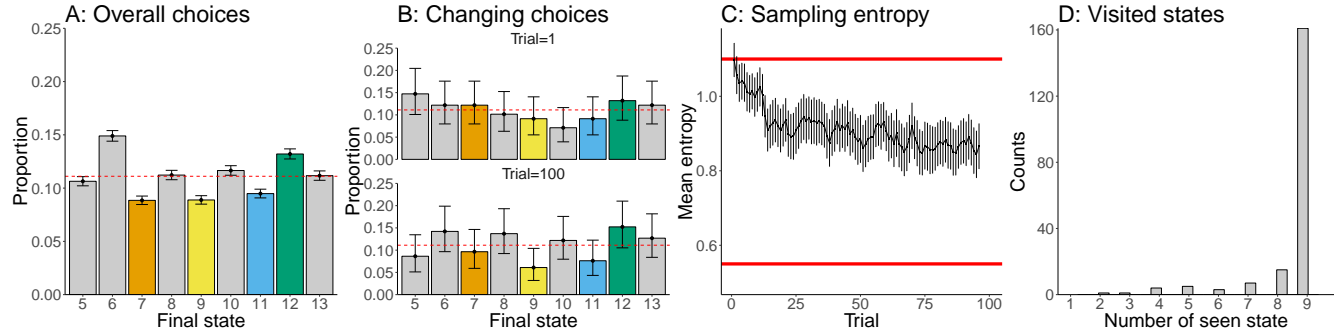 A: Overall choices
Proportion
0.25
0.20
0.15
0.10
0.05
0.00
5 6 7 8 9 10 11 12 13
Final state
B: Changing choices
Trial=1
Proportion
0.25
0.20
0.15
0.10
0.05
0.00
Trial=100
0.25
0.20
0.15
0.10
0.05
0.00
5 6 7 8 9 10 11 12 13
Final state
C: Sampling entropy
Mean entropy
1.0
0.8
0.6
0 25 50 75 100
Trial
D: Visited states
Counts
160
120
80
40
0
1 2 3 4 5 6 7 8 9
Number of seen state